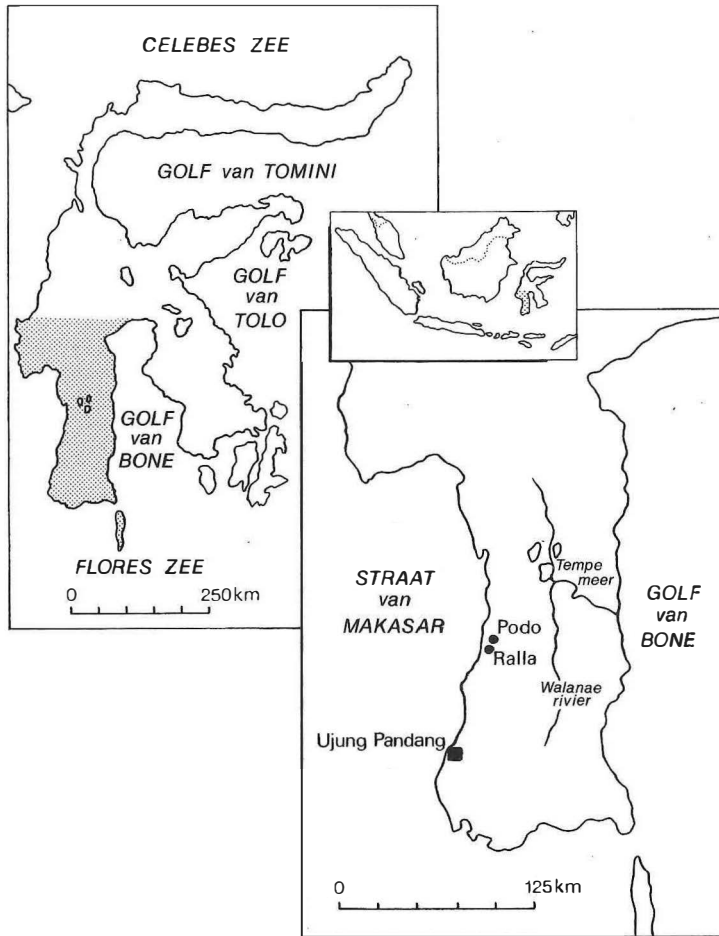 CELEBES ZEE
GOLF van TOMINI
GOLF
van
TOLO
GOLF
van
BONE
FLORES ZEE
0 250km
STRAAT
van
MAKASAR
Tempe
meer
GOLF
van
BONE
Podo
Ralla
Walanae
rivier
Ujung Pandang
0 125km